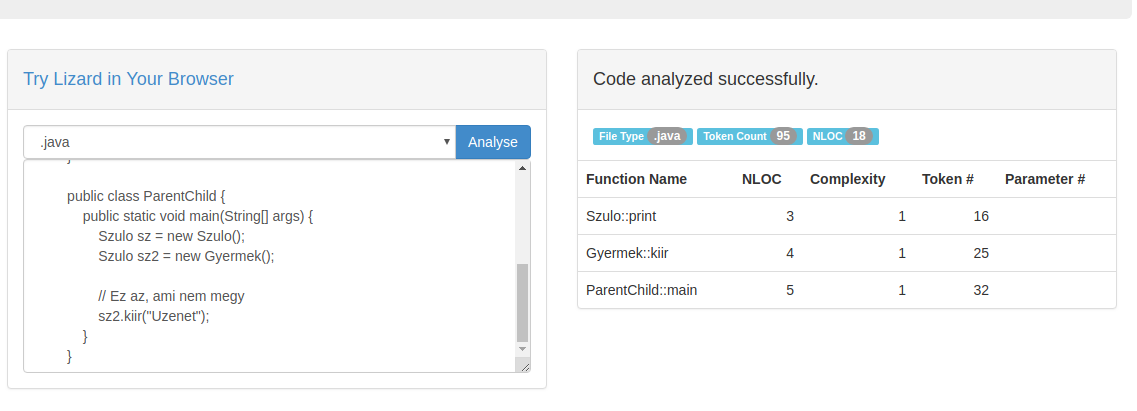 Try Lizard in Your Browser
.java
Analyse
}
public class ParentChild {
public static void main(String[] args) {
Szulo sz = new Szulo();
Szulo sz2 = new Gyermek();
// Ez az, ami nem megy
sz2.kiir("Uzenet");
}
}
Code analyzed successfully.
File Type .java Token Count 95 NLOC 18
Function Name NLOC Complexity Token # Parameter #
Szulo::print 3 1 16
Gyermek::kiir 4 1 25
ParentChild::main 5 1 32